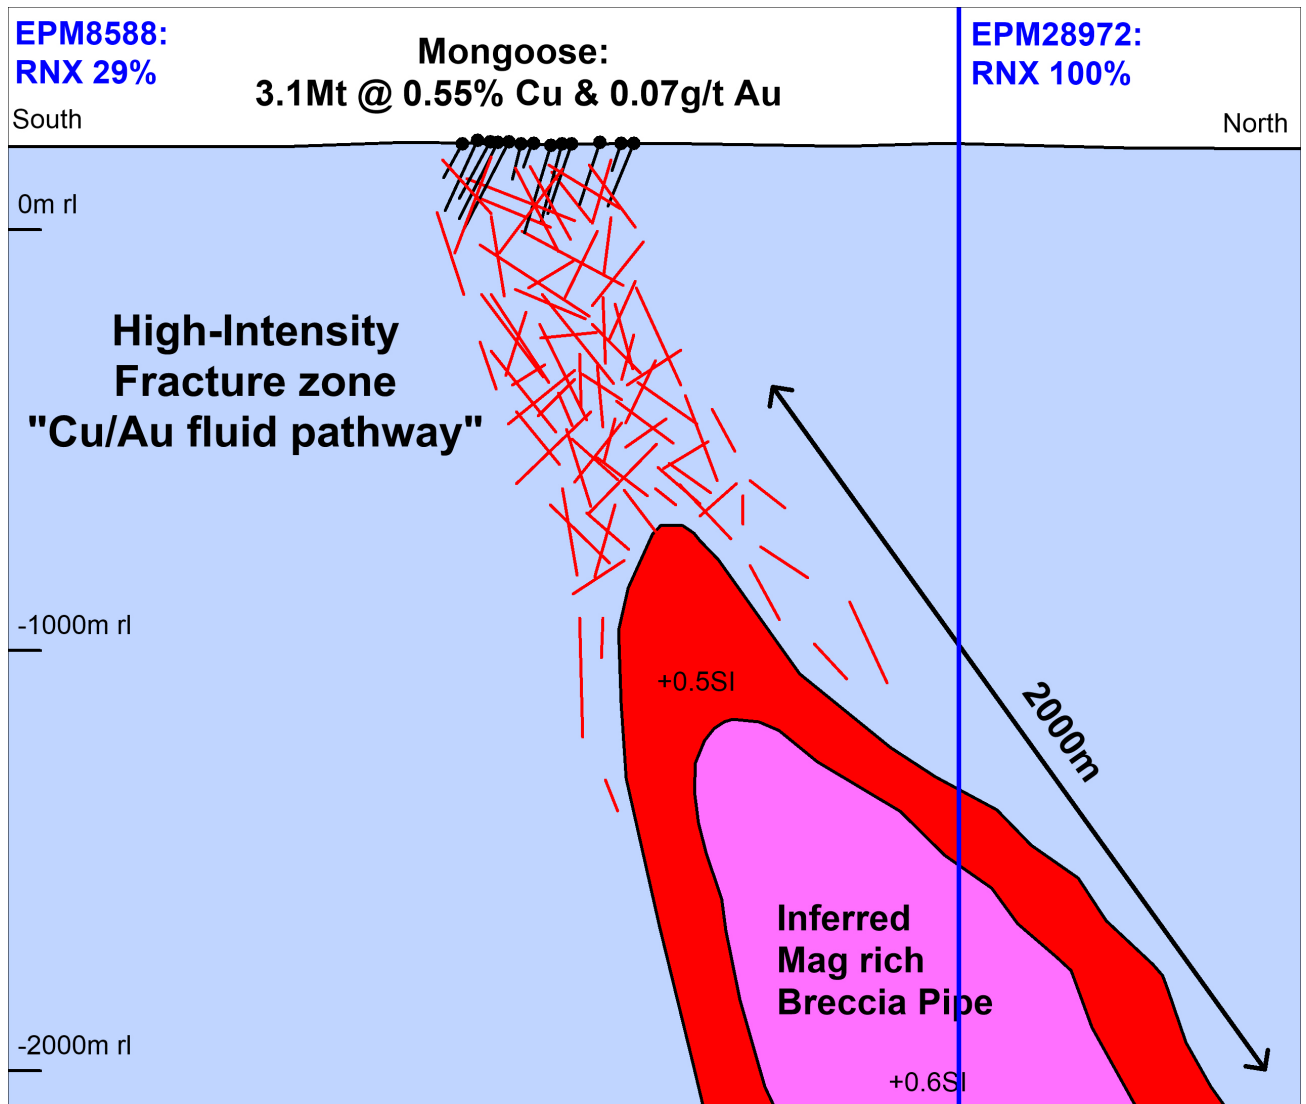 EPM8588:
RNX 29%
Mongoose:
3.1Mt @ 0.55% Cu & 0.07g/t Au
EPM28972:
RNX 100%
South
North
0m rl
High-Intensity
Fracture zone
"Cu/Au fluid pathway"
-1000m rl
+0.5SI
2000m
Inferred
Mag rich
Breccia Pipe
-2000m rl
+0.6SI